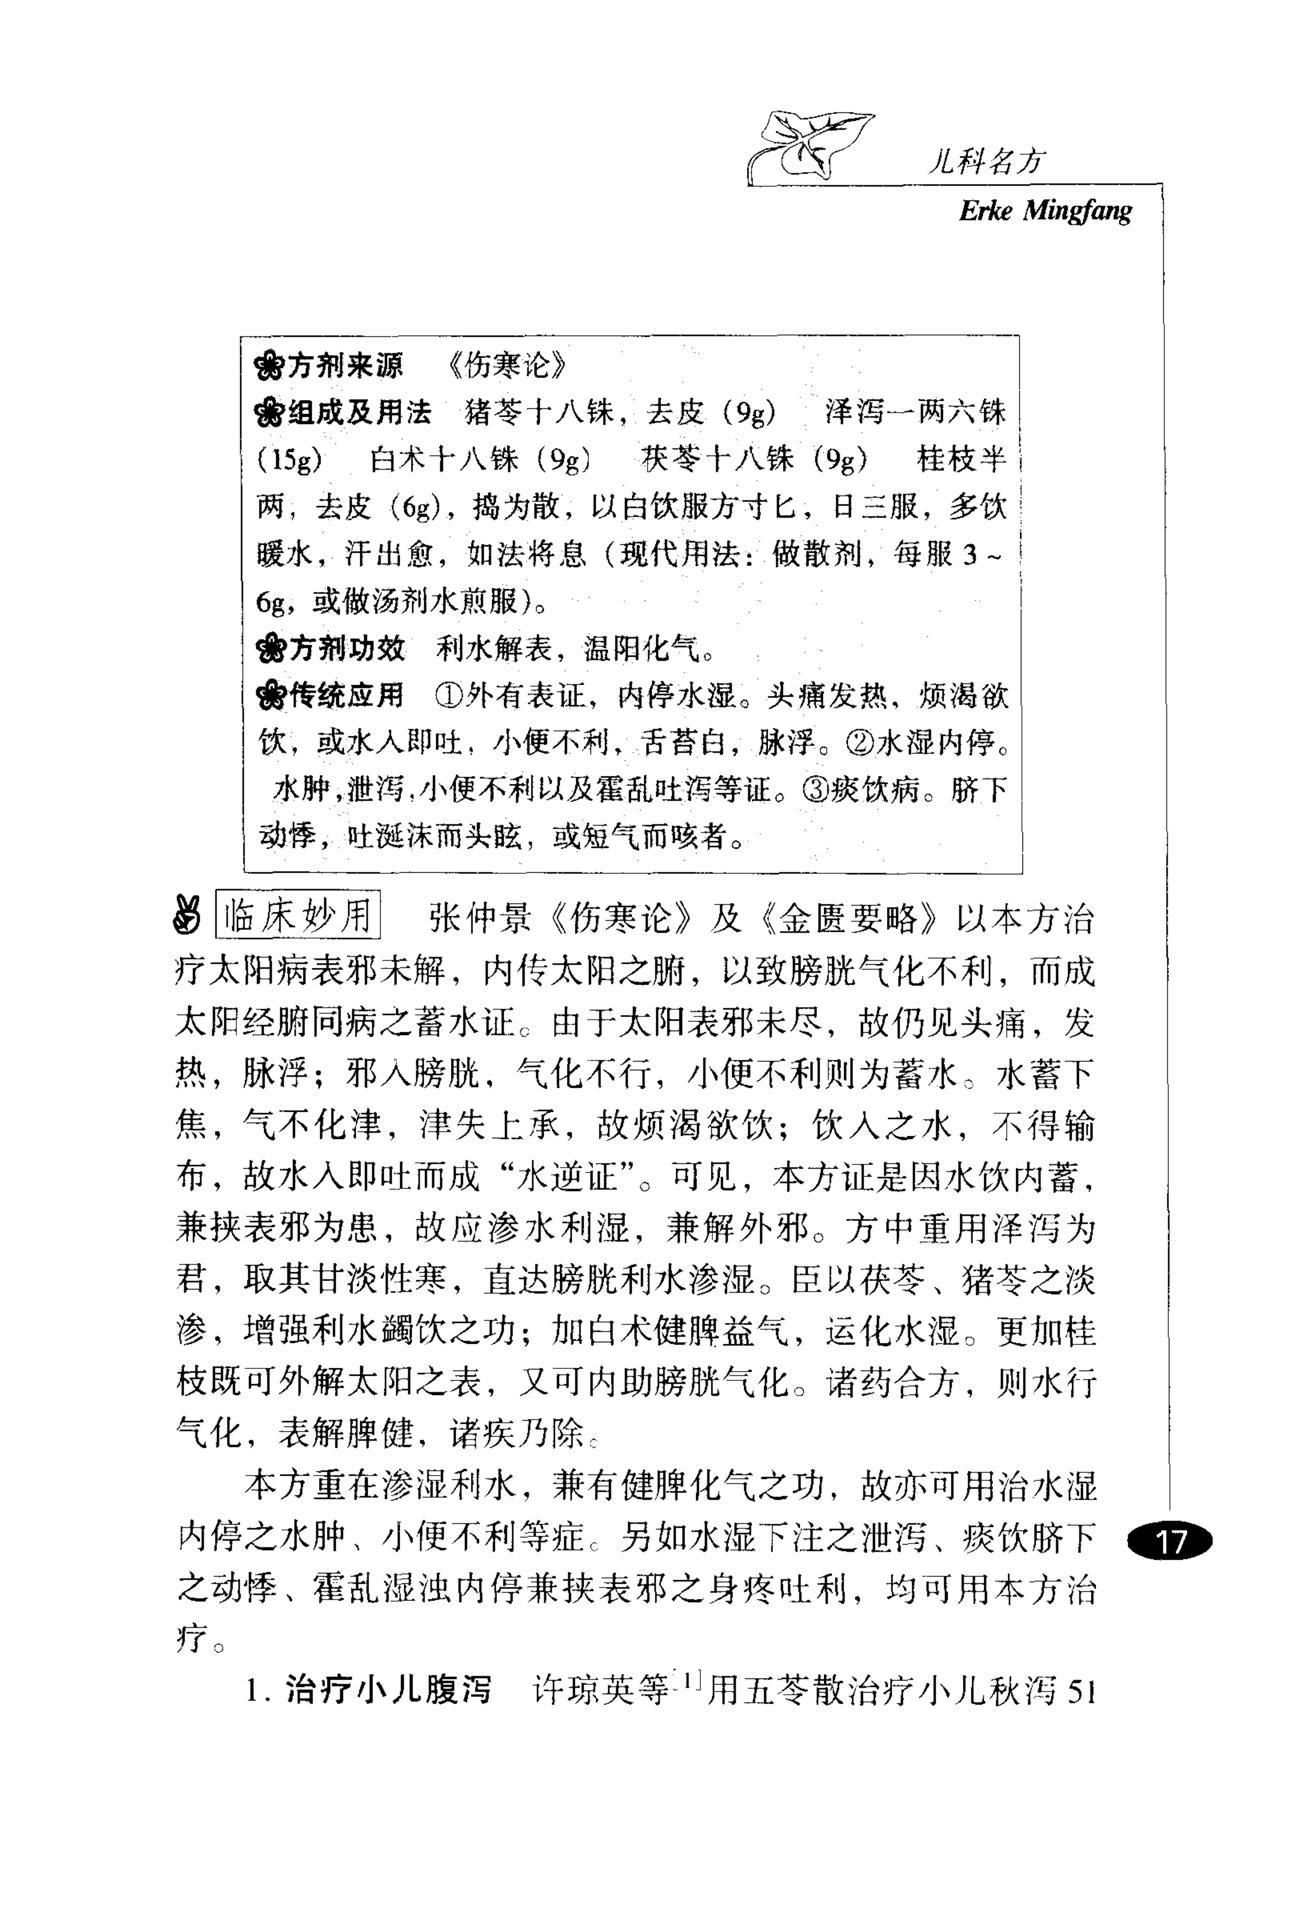 儿科名方
Erke Mingfang
方剂来源 《伤寒论》
组成及用法 猪苓十八铢，去皮（9g） 泽泻一两六铢
(15g) 白术十八铢（9g） 茯苓十八铢（9g） 桂枝半
两，去皮（6g)，捣为散，以白饮服方寸匕，日三服，多饮
暖水，汗出愈，如法将息（现代用法：做散剂，每服3～
6g，或做汤剂水煎服）。
方剂功效 利水解表，温阳化气。
传统应用 ①外有表证，内停水湿。头痛发热，烦渴欲
饮，或水入即吐，小便不利，舌苔白，脉浮。②水湿内停。
水肿，泄泻，小便不利以及霍乱吐泻等证。③痰饮病。脐下
动悸，吐涎沫而头眩，或短气而咳者。
临床妙用 张仲景《伤寒论》及《金匮要略》以本方治
疗太阳病表邪未解，内传太阳之腑，以致膀胱气化不利，而成
太阳经腑同病之蓄水证。由于太阳表邪未尽，故仍见头痛，发
热，脉浮；邪入膀胱，气化不行，小便不利则为蓄水。水蓄下
焦，气不化津，津失上承，故烦渴欲饮；饮入之水，不得输
布，故水入即吐而成“水逆证”。可见，本方证是因水饮内蓄，
兼挟表邪为患，故应渗水利湿，兼解外邪。方中重用泽泻为
君，取其甘淡性寒，直达膀胱利水渗湿。臣以茯苓、猪苓之淡
渗，增强利水蠲饮之功；加白术健脾益气，运化水湿。更加桂
枝既可外解太阳之表，又可内助膀胱气化。诸药合方，则水行
气化，表解脾健，诸疾乃除。
本方重在渗湿利水，兼有健脾化气之功，故亦可用治水湿
内停之水肿、小便不利等症。另如水湿下注之泄泻、痰饮脐下
之动悸、霍乱湿浊内停兼挟表邪之身疼吐利，均可用本方治
疗。
1. 治疗小儿腹泻 许琼英等[1]用五苓散治疗小儿秋泻 51
17